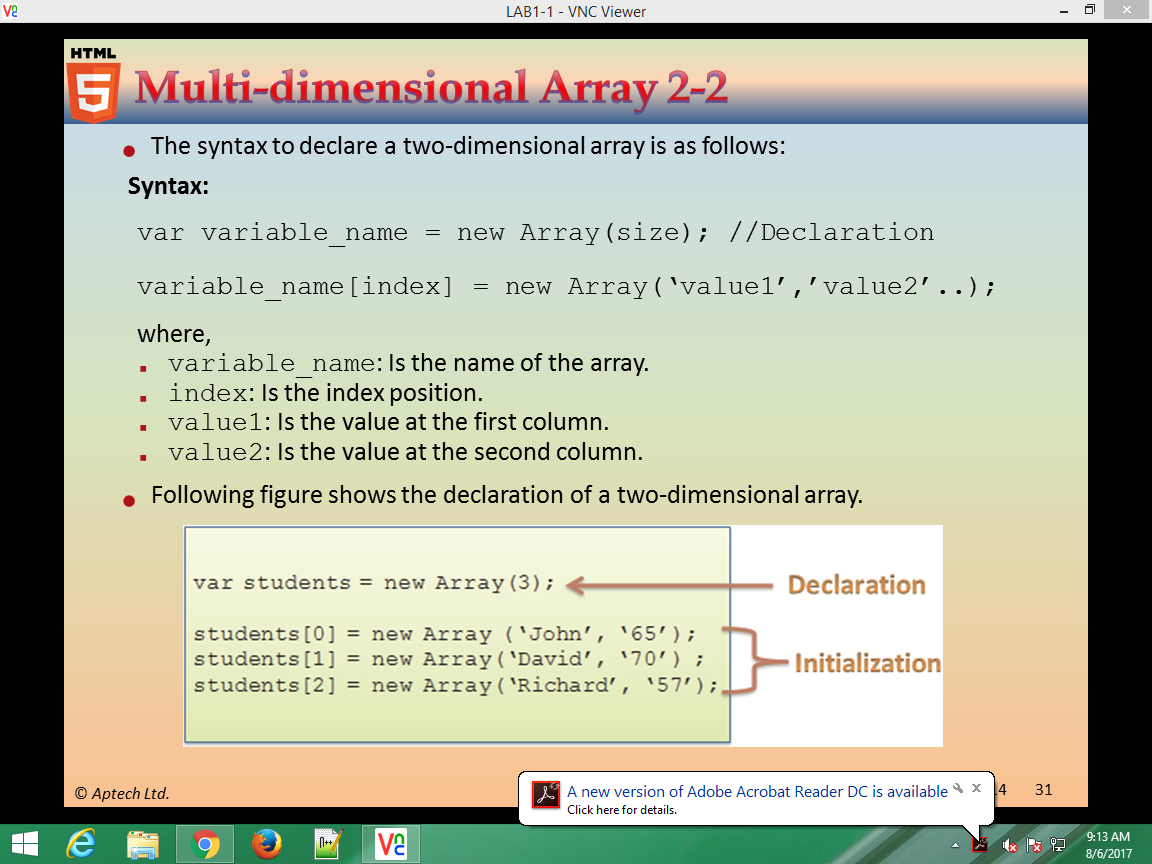 LAB1-1 - VNC Viewer
HTML
5
Multi-dimensional Array 2-2
The syntax to declare a two-dimensional array is as follows:
Syntax:
var variable_name = new Array(size); //Declaration
variable_name[index] = new Array(‘value1’,’value2’..);
where,
variable_name: Is the name of the array.
index: Is the index position.
value1: Is the value at the first column.
value2: Is the value at the second column.
Following figure shows the declaration of a two-dimensional array.
var students = new Array(3);
Declaration
students[0] = new Array (‘John’, ‘65’);
students[1] = new Array(‘David’, ‘70’) ;
students[2] = new Array(‘Richard’, ‘57’);
Initialization
© Aptech Ltd.
A new version of Adobe Acrobat Reader DC is available
Click here for details.
14
31
9:13 AM
8/6/2017